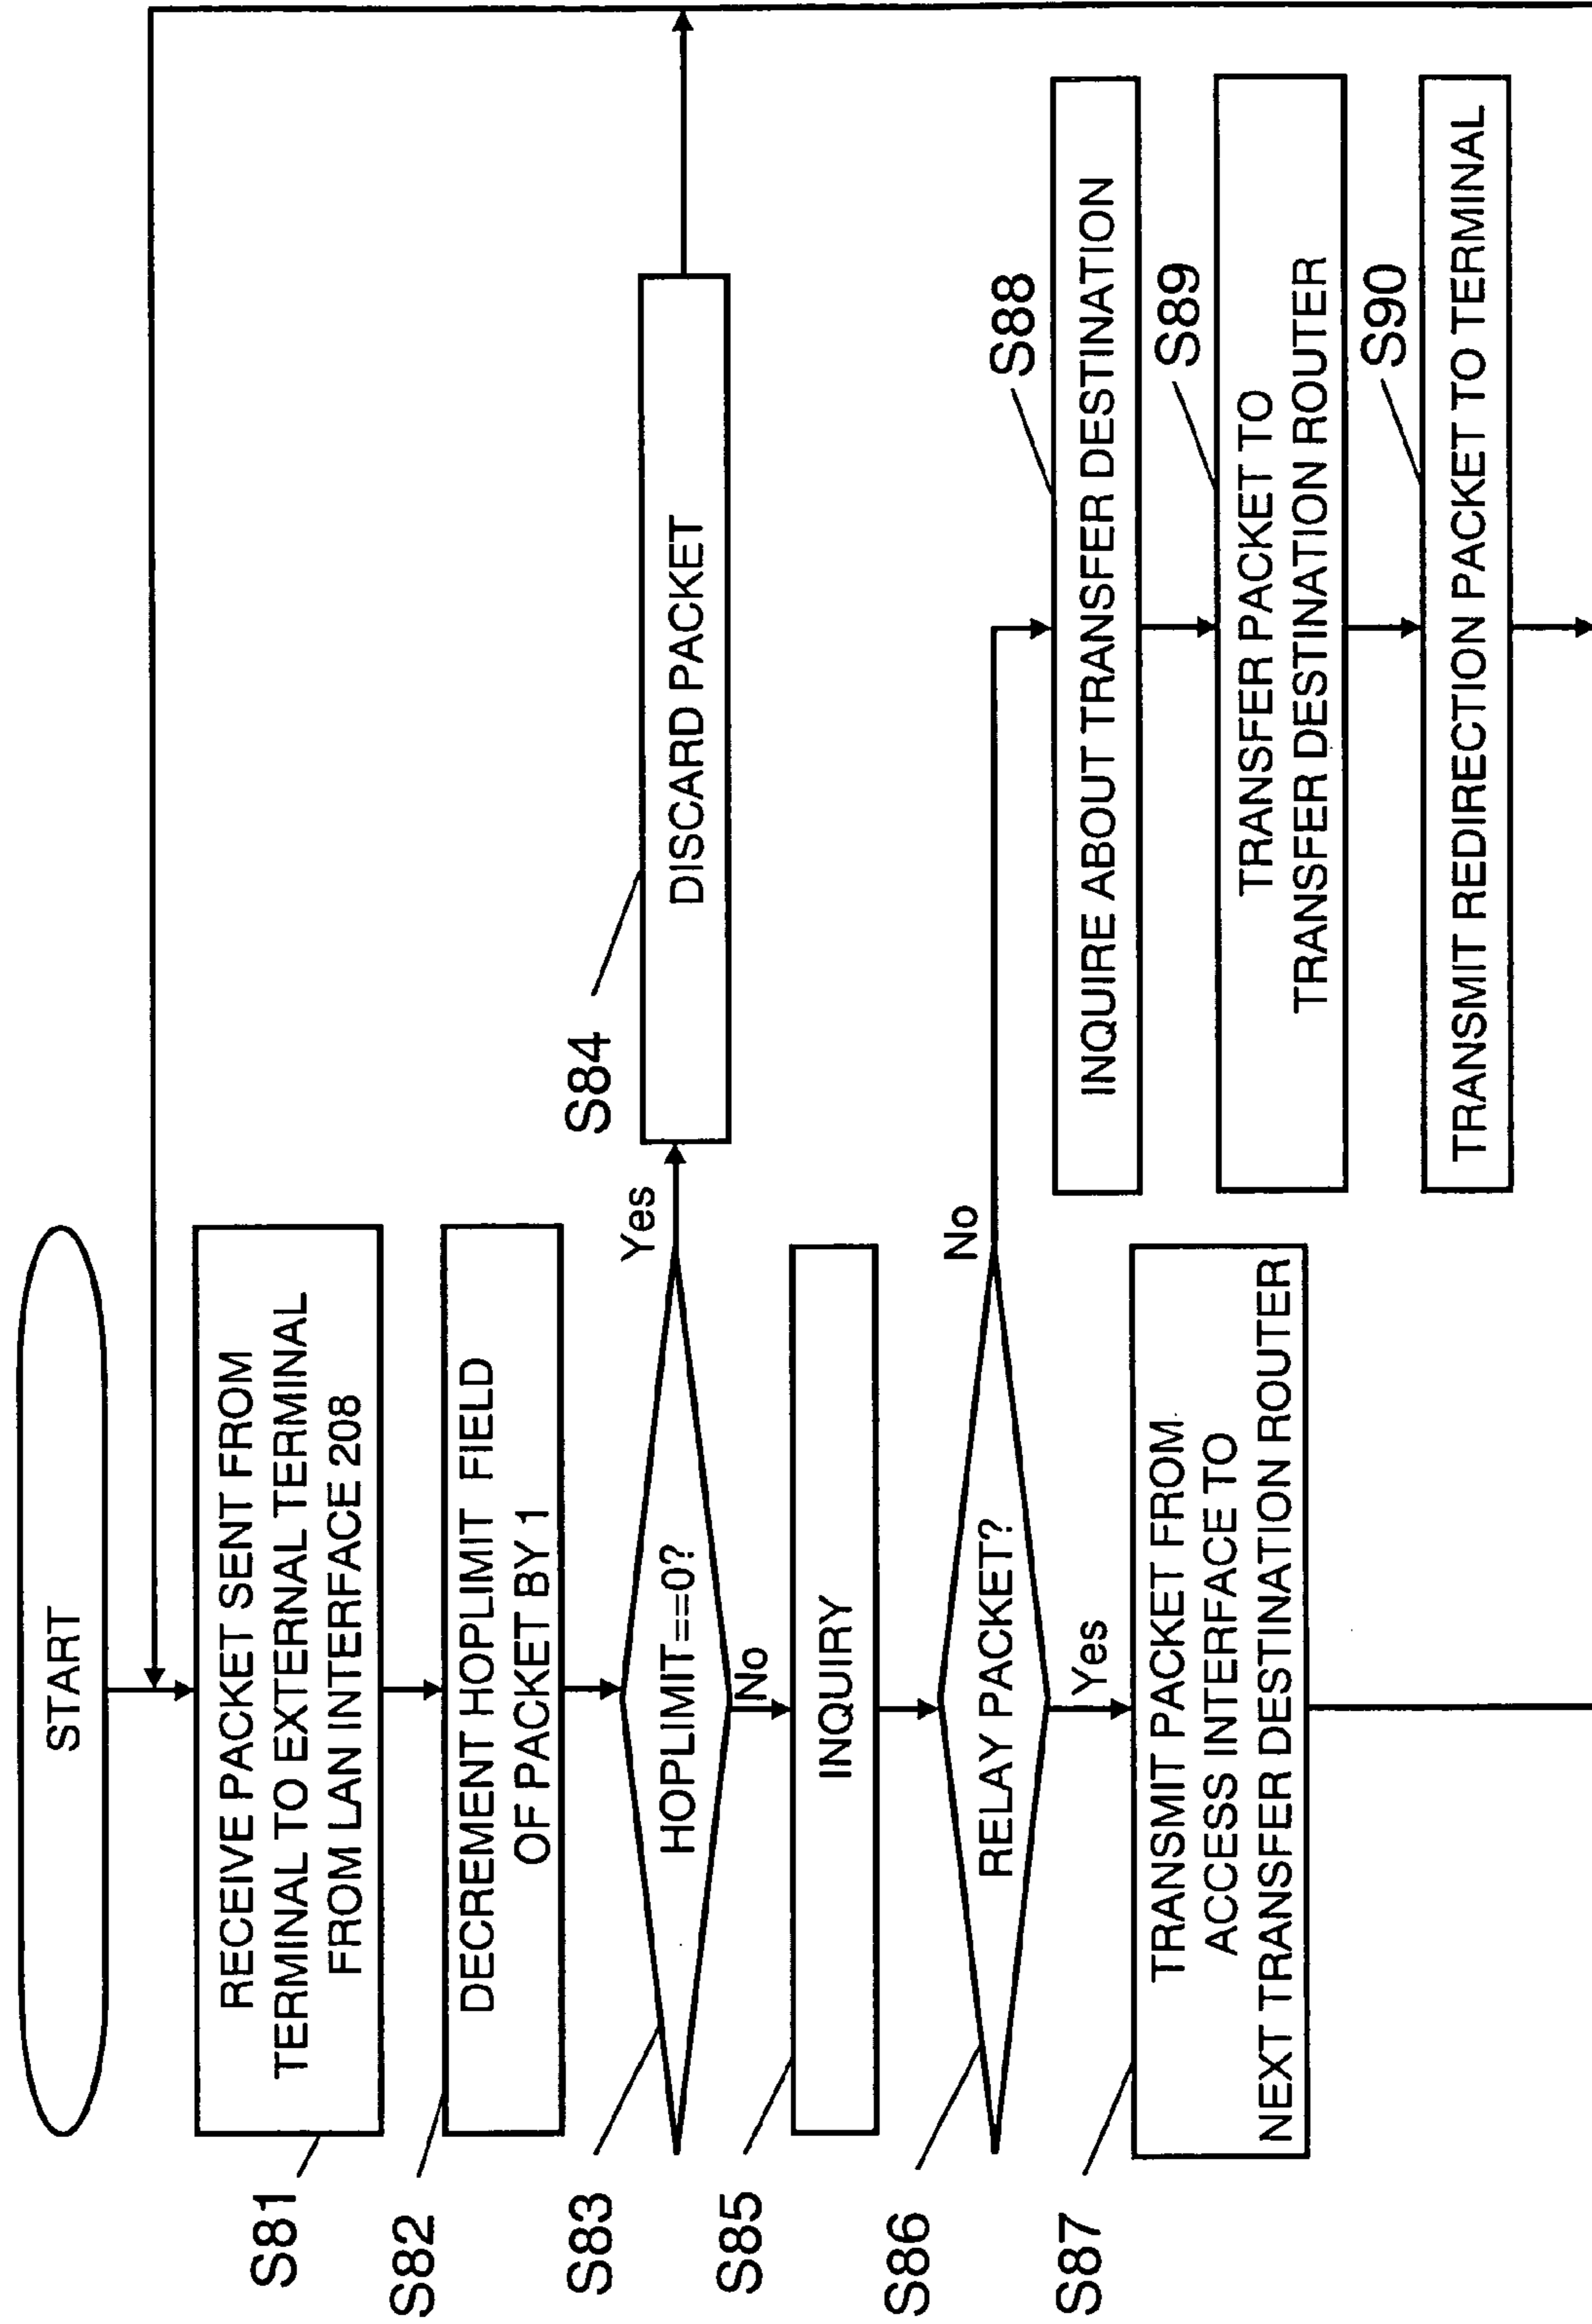 START
S81
RECEIVE PACKET SENT FROM
TERMINAL TO EXTERNAL TERMINAL
FROM LAN INTERFACE 208
S82
DECREMENT HOPLIMIT FIELD
OF PACKET BY 1
S83
HOPLIMIT==0?
Yes
S84
DISCARD PACKET
No
S85
INQUIRY
S86
RELAY PACKET?
No
Yes
S87
TRANSMIT PACKET FROM
ACCESS INTERFACE TO
NEXT TRANSFER DESTINATION ROUTER
S88
INQUIRE ABOUT TRANSFER DESTINATION
S89
TRANSFER PACKET TO
TRANSFER DESTINATION ROUTER
S90
TRANSMIT REDIRECTION PACKET TO TERMINAL